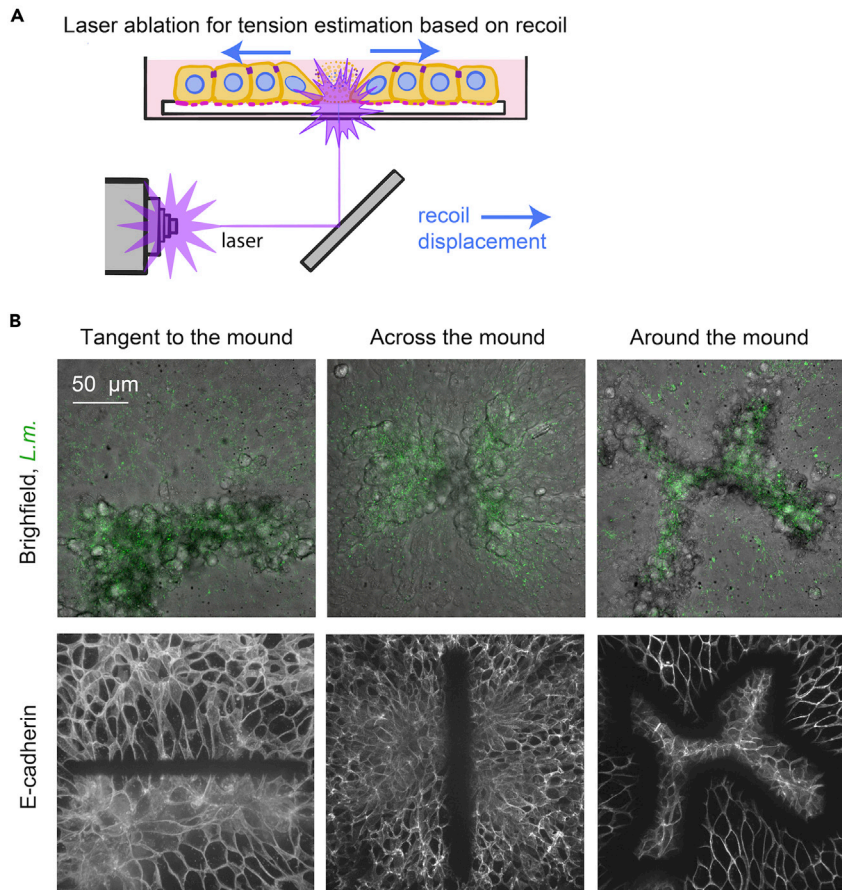 A
Laser ablation for tension estimation based on recoil
laser
recoil
displacement
B
Tangent to the mound
Across the mound
Around the mound
50 µm
Brighfield, L.m.
E-cadherin